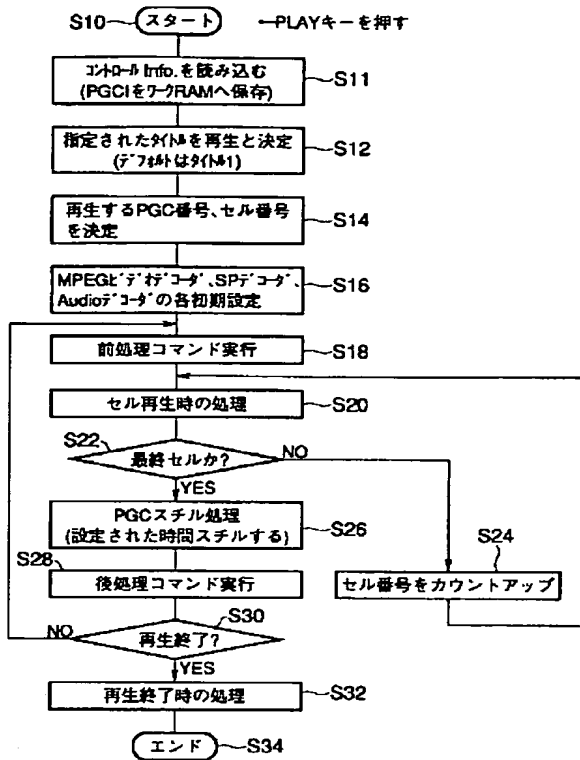 S10 スタート ←PLAYキーを押す
コントロール Info.を読み込む
(PGCIをワークRAMへ保存)
S11
指定されたタイトルを再生と決定
(デフォルトはタイトル1)
S12
再生するPGC番号、セル番号
を決定
S14
MPEGビデオデコーダ、SPデコーダ、
Audioデコーダの各初期設定
S16
前処理コマンド実行 S18
セル再生時の処理 S20
S22
最終セルか? NO
YES
PGCスチル処理
(設定された時間スチルする)
S26
S24
セル番号をカウントアップ
S28
後処理コマンド実行
S30
NO 再生終了?
YES
再生終了時の処理 S32
エンド S34